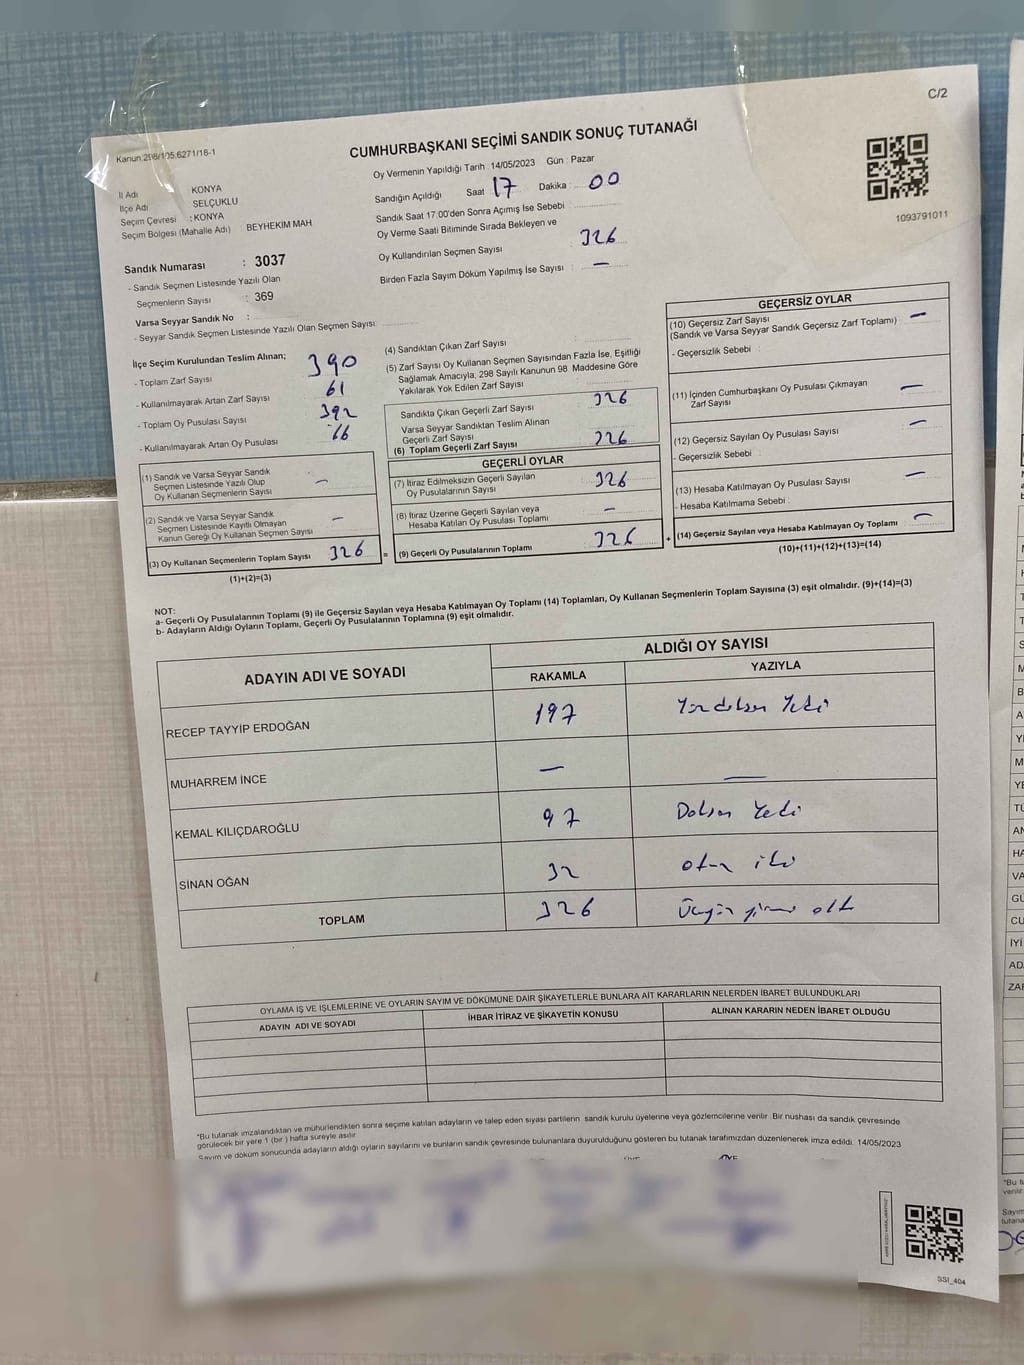 C/2
Kanun:298/105.6271/16-1
CUMHURBAŞKANI SEÇİMİ SANDIK SONUÇ TUTANAĞI
Oy Vermenin Yapıldığı Tarih : 14/05/2023 Gün : Pazar
İl Adı KONYA
İlçe Adı SELÇUKLU
Seçim Çevresi : KONYA
Seçim Bölgesi (Mahalle Adı) BEYHEKİM MAH
Sandığın Açıldığı Saat 17 Dakika : 00
Sandık Saat 17:00'den Sonra Açımış İse Sebebi :
Oy Verme Saati Bitiminde Sırada Bekleyen ve
Oy Kullandırılan Seçmen Sayısı : 326
Birden Fazla Sayım Döküm Yapılmış İse Sayısı : —
1093791011
Sandık Numarası : 3037
- Sandık Seçmen Listesinde Yazılı Olan
Seçmenlerin Sayısı : 369
Varsa Seyyar Sandık No :
- Seyyar Sandık Seçmen Listesinde Yazılı Olan Seçmen Sayısı:
İlçe Seçim Kurulundan Teslim Alınan;
- Toplam Zarf Sayısı 390
- Kullanılmayarak Artan Zarf Sayısı 61
- Toplam Oy Pusulası Sayısı 392
- Kullanılmayarak Artan Oy Pusulası 66
(1) Sandık ve Varsa Seyyar Sandık
Seçmen Listesinde Yazılı Olup
Oy Kullanan Seçmenlerin Sayısı —
(2) Sandık ve Varsa Seyyar Sandık
Seçmen Listesinde Kayıtlı Olmayan
Kanun Gereği Oy Kullanan Seçmen Sayısı —
(3) Oy Kullanan Seçmenlerin Toplam Sayısı 326
(1)+(2)=(3)
(4) Sandıktan Çıkan Zarf Sayısı :
(5) Zarf Sayısı Oy Kullanan Seçmen Sayısından Fazla İse, Eşitliği
Sağlamak Amacıyla, 298 Sayılı Kanunun 98. Maddesine Göre
Yakılarak Yok Edilen Zarf Sayısı :
Sandıkta Çıkan Geçerli Zarf Sayısı 326
Varsa Seyyar Sandıktan Teslim Alınan
Geçerli Zarf Sayısı
(6) Toplam Geçerli Zarf Sayısı 326
GEÇERLİ OYLAR
(7) İtiraz Edilmeksizin Geçerli Sayılan
Oy Pusulalarının Sayısı 326
(8) İtiraz Üzerine Geçerli Sayılan veya
Hesaba Katılan Oy Pusulası Toplamı —
= (9) Geçerli Oy Pusulalarının Toplamı 326
GEÇERSİZ OYLAR
(10) Geçersiz Zarf Sayısı
(Sandık ve Varsa Seyyar Sandık Geçersiz Zarf Toplamı) —
- Geçersizlik Sebebi :
(11) İçinden Cumhurbaşkanı Oy Pusulası Çıkmayan
Zarf Sayısı —
(12) Geçersiz Sayılan Oy Pusulası Sayısı —
- Geçersizlik Sebebi :
(13) Hesaba Katılmayan Oy Pusulası Sayısı —
- Hesaba Katılmama Sebebi :
+ (14) Geçersiz Sayılan veya Hesaba Katılmayan Oy Toplamı —
(10)+(11)+(12)+(13)=(14)
NOT:
a- Geçerli Oy Pusulalarının Toplamı (9) ile Geçersiz Sayılan veya Hesaba Katılmayan Oy Toplamı (14) Toplamları, Oy Kullanan Seçmenlerin Toplam Sayısına (3) eşit olmalıdır. (9)+(14)=(3)
b- Adayların Aldığı Oyların Toplamı, Geçerli Oy Pusulalarının Toplamına (9) eşit olmalıdır.
ADAYIN ADI VE SOYADI ALDIĞI OY SAYISI
RAKAMLA YAZIYLA
RECEP TAYYİP ERDOĞAN 197 Yüzdoksan Yedi
MUHARREM İNCE — —
KEMAL KILIÇDAROĞLU 97 Doksan Yedi
SİNAN OĞAN 32 otuz iki
TOPLAM 326 Üçyüz yirmi altı
OYLAMA İŞ VE İŞLEMLERİNE VE OYLARIN SAYIM VE DÖKÜMÜNE DAİR ŞİKAYETLERLE BUNLARA AİT KARARLARIN NELERDEN İBARET BULUNDUKLARI
ADAYIN ADI VE SOYADI İHBAR İTİRAZ VE ŞİKAYETİN KONUSU ALINAN KARARIN NEDEN İBARET OLDUĞU
*Bu tutanak imzalandıktan ve mühürlendikten sonra seçime katılan adayların ve talep eden siyasi partilerin sandık kurulu üyelerine veya gözlemcilerine verilir. Bir nushası da sandık çevresinde
görülecek bir yere 1 (bir) hafta süreyle asılır.
Sayım ve döküm sonucunda adayların aldığı oyların sayılarını ve bunların sandık çevresinde bulunanlara duyurulduğunu gösteren bu tutanak tarafımızdan düzenlenerek imza edildi. 14/05/2023
SSI_404